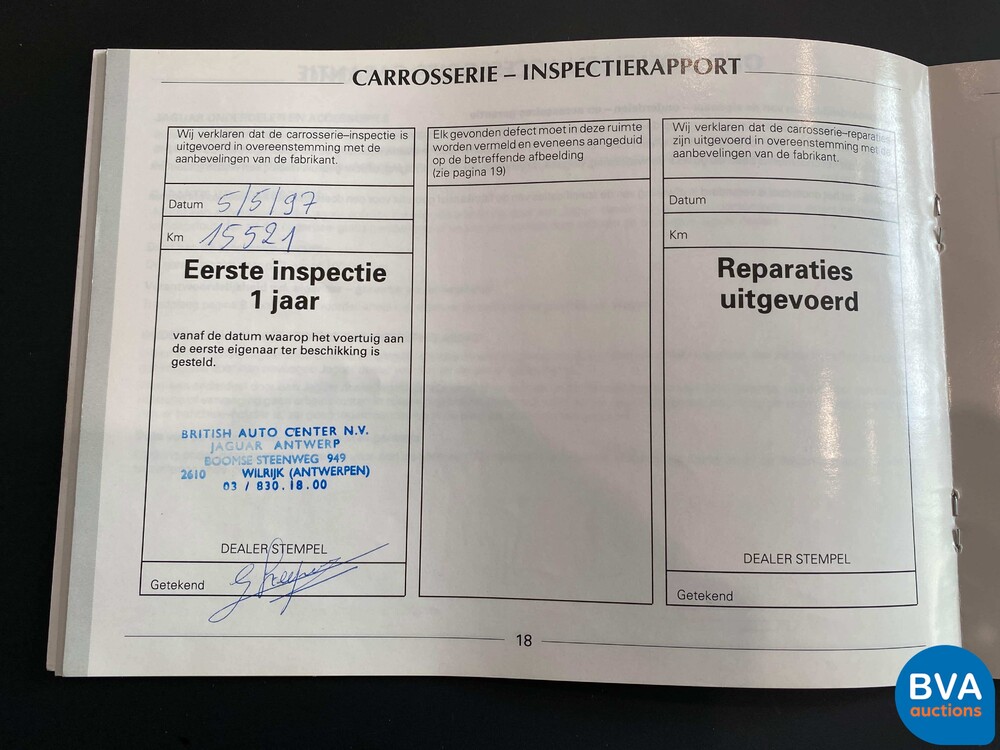 CARROSSERIE – INSPECTIERAPPORT
Wij verklaren dat de carrosserie–inspectie is
uitgevoerd in overeenstemming met de
aanbevelingen van de fabrikant.
Datum 5/5/97
Km 15521
Eerste inspectie
1 jaar
vanaf de datum waarop het voertuig aan
de eerste eigenaar ter beschikking is
gesteld.
BRITISH AUTO CENTER N.V.
JAGUAR ANTWERP
BOOMSE STEENWEG 949
2610 WILRIJK (ANTWERPEN)
03 / 830.18.00
DEALER STEMPEL
Getekend
Elk gevonden defect moet in deze ruimte
worden vermeld en eveneens aangeduid
op de betreffende afbeelding
(zie pagina 19)
Wij verklaren dat de carrosserie–reparaties
zijn uitgevoerd in overeenstemming met de
aanbevelingen van de fabrikant.
Datum
Km
Reparaties
uitgevoerd
DEALER STEMPEL
Getekend
18
BVA
auctions